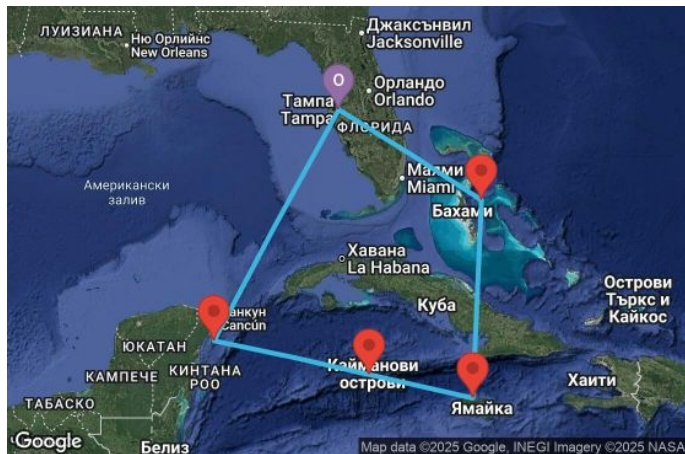 ЛУИЗИАНА
Ню Орлийнс
New Orleans
Джаксънвил
Jacksonville
O
Орландо
Orlando
Тампа
Tampa
ФЛОРИДА
Маями
Miami
Бахами
Американски
залив
Хавана
La Habana
Куба
Острови
Търкс и
Кайкос
анкун
Cancún
ЮКАТАН
КАМПЕЧЕ
КИНТАНА
РОО
ТАБАСКО
Кайманови
острови
Ямайка
Хаити
Белиз
Google
Map data ©2025 Google, INEGI Imagery ©2025 NASA